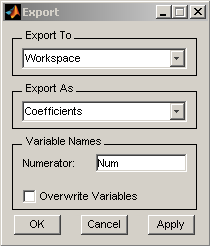 Export
Export To
Workspace
Export As
Coefficients
Variable Names
Numerator: Num
Overwrite Variables
OK Cancel Apply